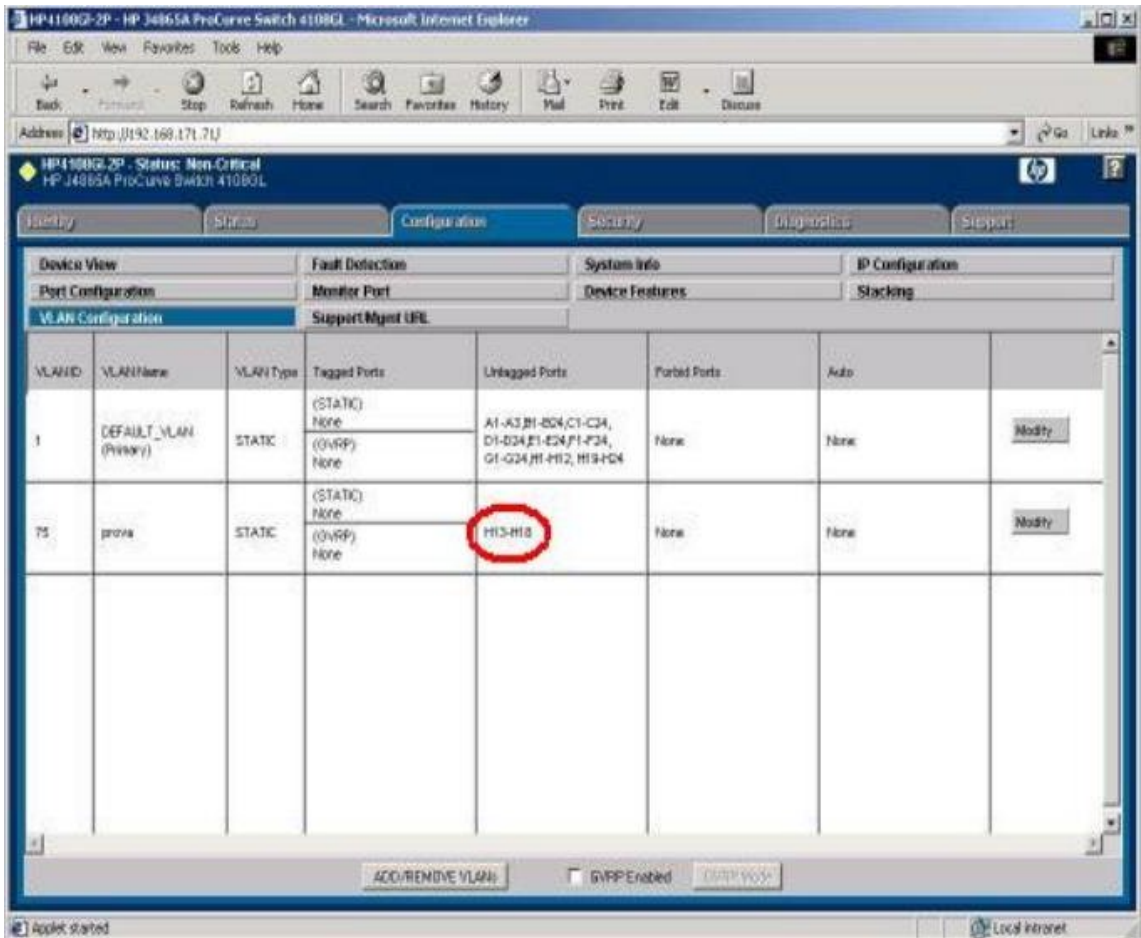 HP4100Gl-2P - HP J4865A ProCurve Switch 4108GL - Microsoft Internet Explorer
File Edit View Favorites Tools Help
Back Forward Stop Refresh Home Search Favorites History Mail Print Edit Discuss
Address http://192.168.171.71/ Go Links »
HP4100Gl-2P - Status: Non-Critical
HP J4865A ProCurve Switch 4108GL
Identity Status Configuration Security Diagnostics Support
Device View Fault Detection System Info IP Configuration
Port Configuration Monitor Port Device Features Stacking
VLAN Configuration Support/Mgmt URL
VLAN ID VLAN Name VLAN Type Tagged Ports Untagged Ports Forbid Ports Auto
1 DEFAULT_VLAN (Primary) STATIC (STATIC) None (GVRP) None A1-A3,B1-B24,C1-C24, D1-D24,E1-E24,F1-F24, G1-G24,H1-H12, H19-H24 None None Modify
75 prova STATIC (STATIC) None (GVRP) None H13-H18 None None Modify
ADD/REMOVE VLANs GVRP Enabled GVRP Mode
Applet started Local intranet